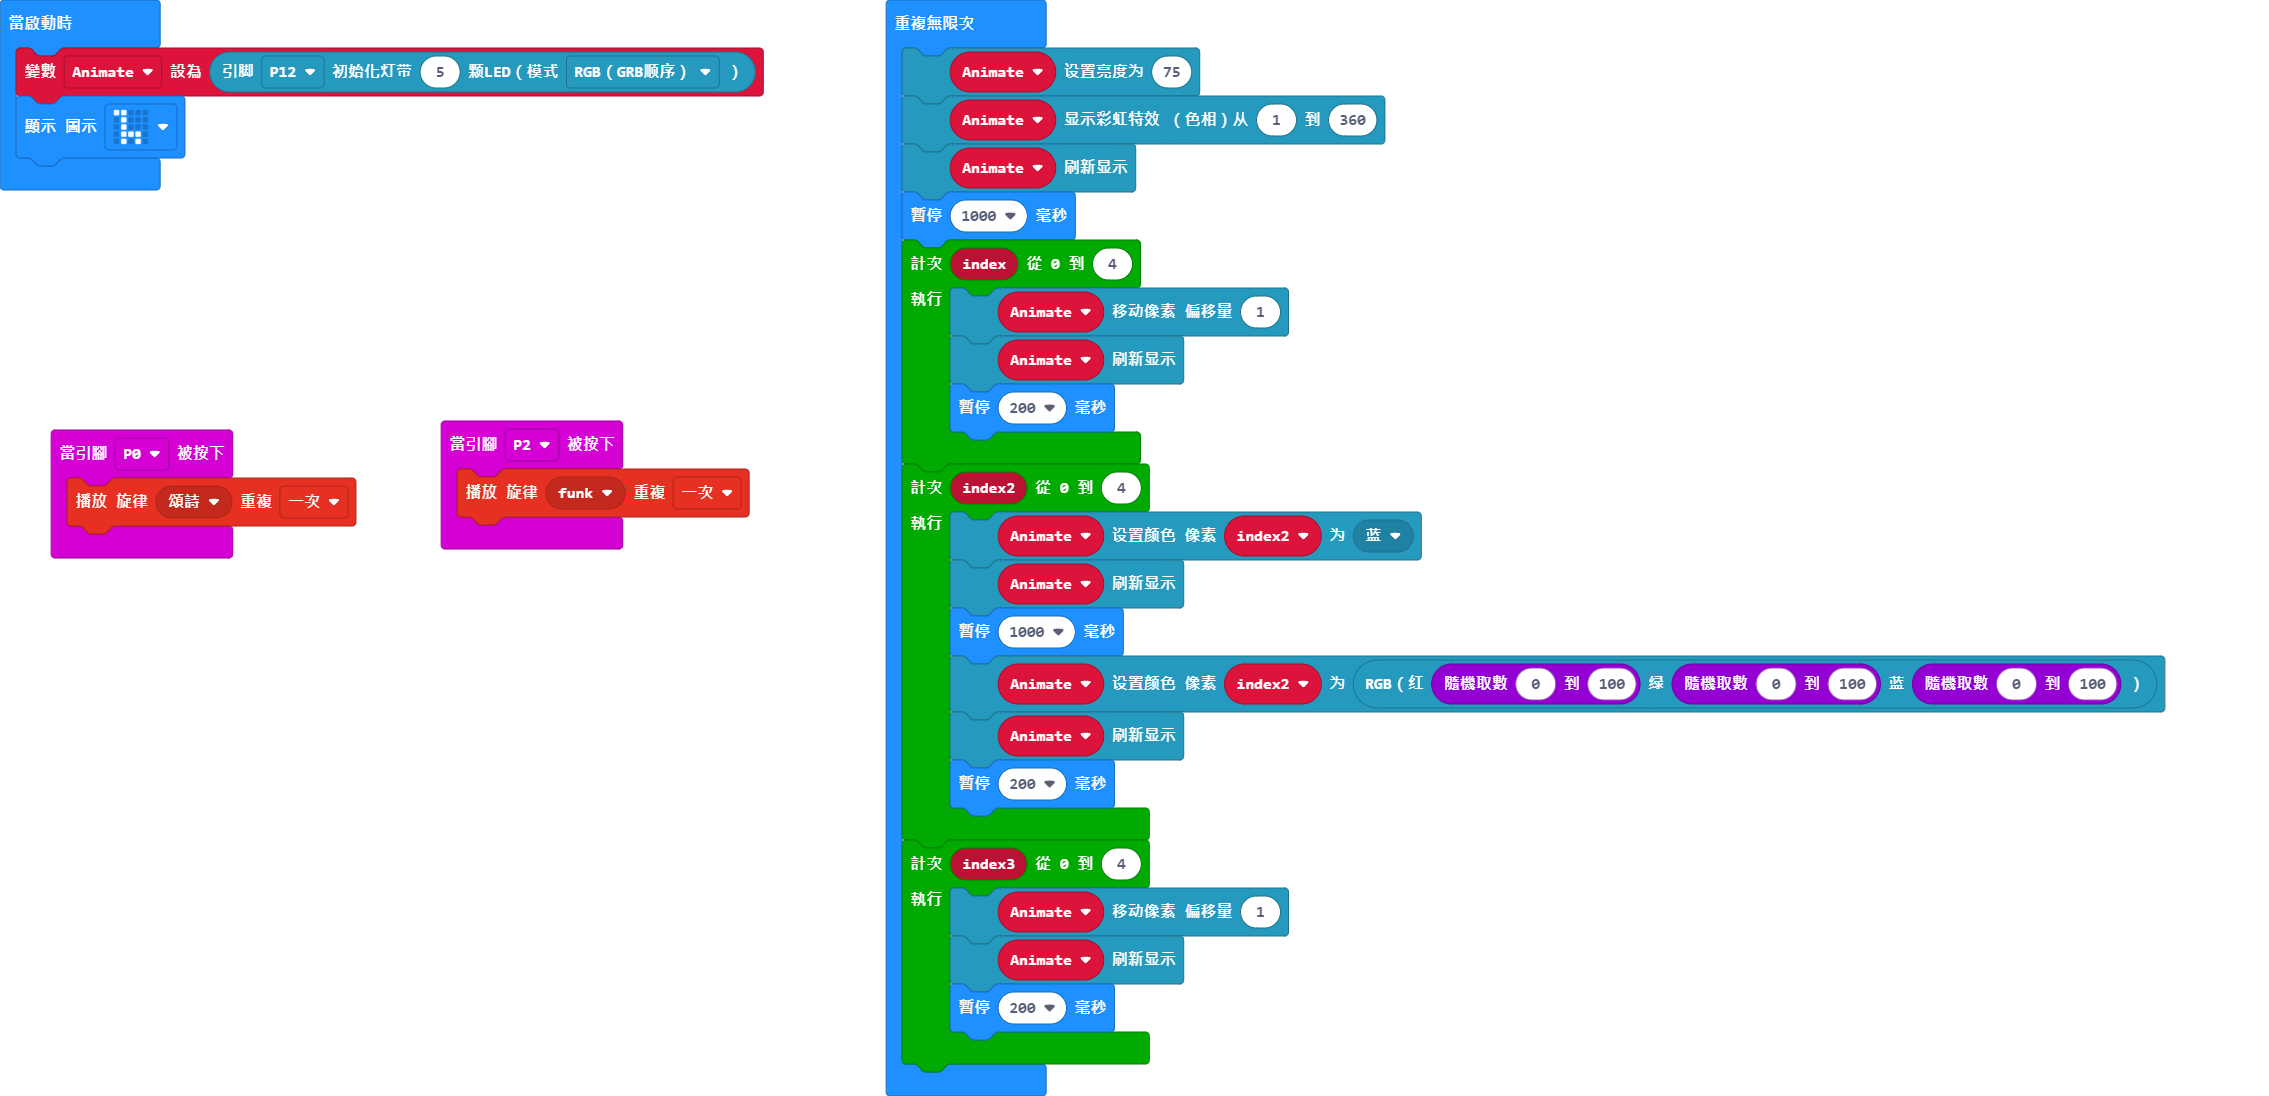 當啟動時
變數 Animate 設為 引脚 P12 初始化灯带 5 颗LED(模式 RGB(GRB顺序) )
顯示 圖示
當引腳 P0 被按下
播放 旋律 頌詩 重複 一次
當引腳 P2 被按下
播放 旋律 funk 重複 一次
重複無限次
Animate 设置亮度为 75
Animate 显示彩虹特效 (色相)从 1 到 360
Animate 刷新显示
暫停 1000 毫秒
計次 index 從 0 到 4
執行
Animate 移动像素 偏移量 1
Animate 刷新显示
暫停 200 毫秒
計次 index2 從 0 到 4
執行
Animate 设置颜色 像素 index2 为 蓝
Animate 刷新显示
暫停 1000 毫秒
Animate 设置颜色 像素 index2 为 RGB(红 隨機取數 0 到 100 绿 隨機取數 0 到 100 蓝 隨機取數 0 到 100 )
Animate 刷新显示
暫停 200 毫秒
計次 index3 從 0 到 4
執行
Animate 移动像素 偏移量 1
Animate 刷新显示
暫停 200 毫秒